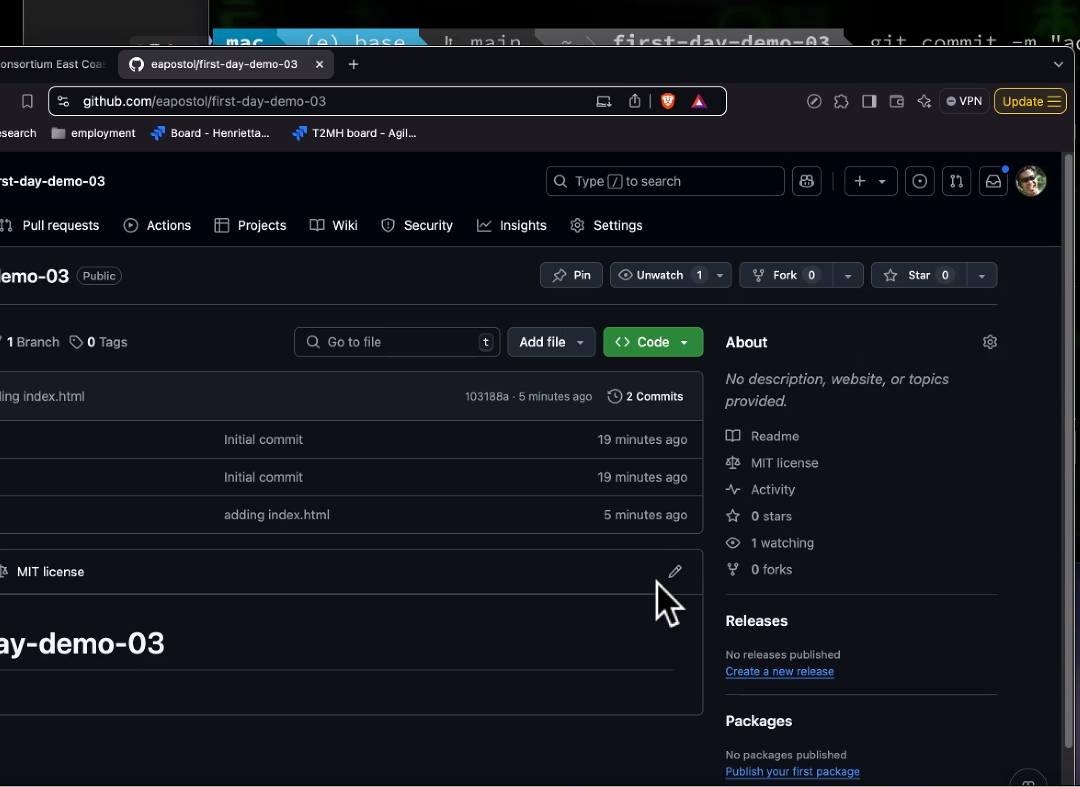 mac (e) base main ~ first-day-demo-03 git commit -m "ad
onsortium East Coa eapostol/first-day-demo-03
github.com/eapostol/first-day-demo-03 VPN Update
esearch employment Board - Henrietta... T2MH board - Agil...
rst-day-demo-03 Type / to search
Pull requests Actions Projects Wiki Security Insights Settings
emo-03 Public Pin Unwatch 1 Fork 0 Star 0
1 Branch 0 Tags Go to file t Add file <> Code About
No description, website, or topics
provided.
ling index.html 103188a · 5 minutes ago 2 Commits
Initial commit 19 minutes ago
Initial commit 19 minutes ago
adding index.html 5 minutes ago
Readme
MIT license
Activity
0 stars
1 watching
0 forks
MIT license
ay-demo-03
Releases
No releases published
Create a new release
Packages
No packages published
Publish your first package